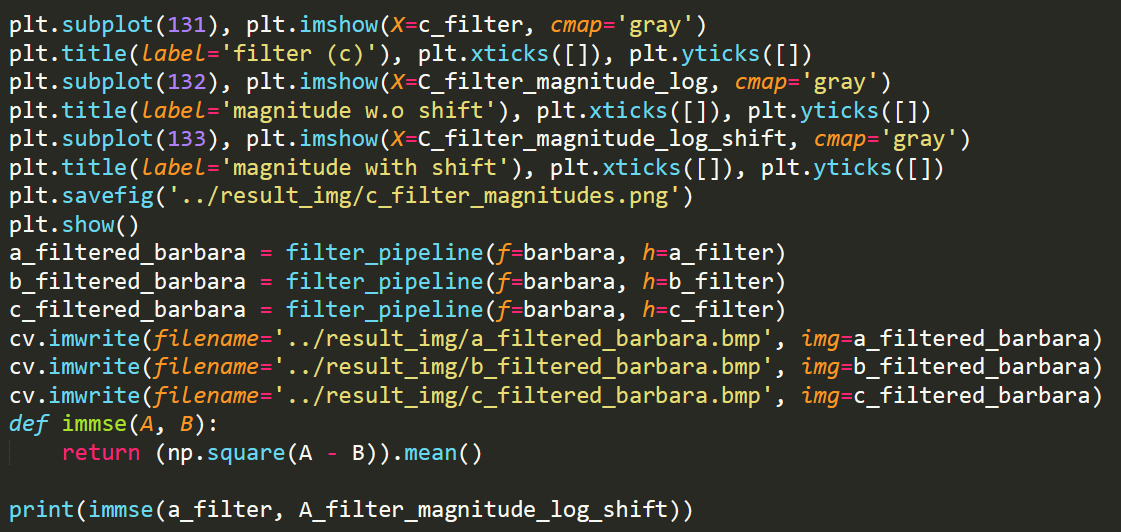 plt.subplot(131), plt.imshow(X=c_filter, cmap='gray')
plt.title(label='filter (c)'), plt.xticks([]), plt.yticks([])
plt.subplot(132), plt.imshow(X=C_filter_magnitude_log, cmap='gray')
plt.title(label='magnitude w.o shift'), plt.xticks([]), plt.yticks([])
plt.subplot(133), plt.imshow(X=C_filter_magnitude_log_shift, cmap='gray')
plt.title(label='magnitude with shift'), plt.xticks([]), plt.yticks([])
plt.savefig('../result_img/c_filter_magnitudes.png')
plt.show()
a_filtered_barbara = filter_pipeline(f=barbara, h=a_filter)
b_filtered_barbara = filter_pipeline(f=barbara, h=b_filter)
c_filtered_barbara = filter_pipeline(f=barbara, h=c_filter)
cv.imwrite(filename='../result_img/a_filtered_barbara.bmp', img=a_filtered_barbara)
cv.imwrite(filename='../result_img/b_filtered_barbara.bmp', img=b_filtered_barbara)
cv.imwrite(filename='../result_img/c_filtered_barbara.bmp', img=c_filtered_barbara)
def immse(A, B):
    return (np.square(A - B)).mean()

print(immse(a_filter, A_filter_magnitude_log_shift))